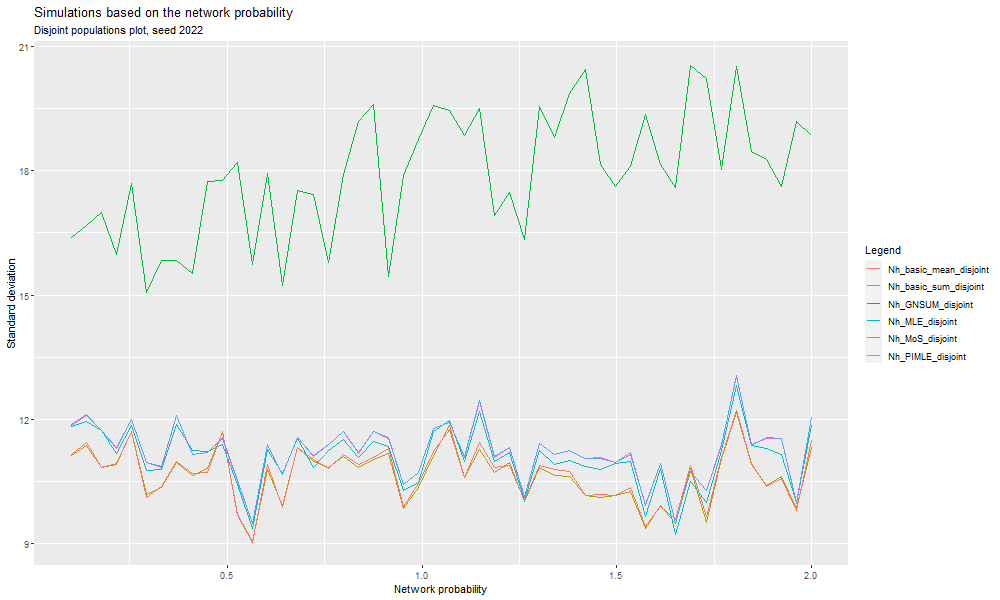 Simulations based on the network probability
Disjoint populations plot, seed 2022
21
18
15
12
9
Standard deviation
0.5
1.0
1.5
2.0
Network probability
Legend
Nh_basic_mean_disjoint
Nh_basic_sum_disjoint
Nh_GNSUM_disjoint
Nh_MLE_disjoint
Nh_MoS_disjoint
Nh_PIMLE_disjoint